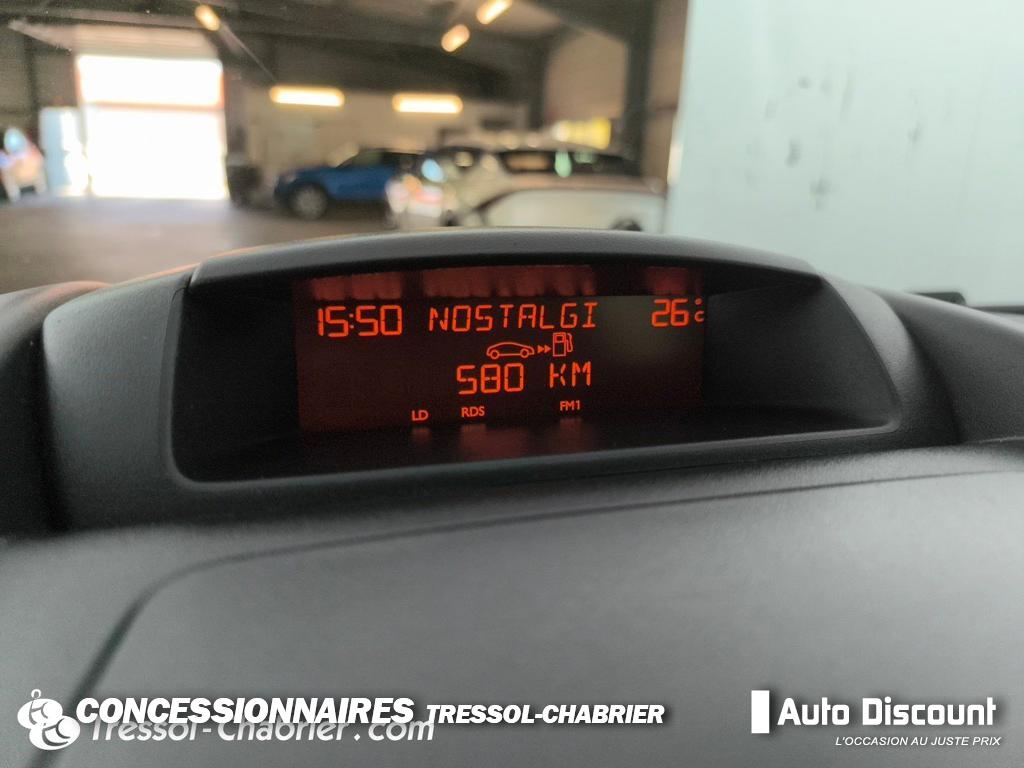 15:50 NOSTALGI 26°C
580 KM
LD RDS FM1
CONCESSIONNAIRES TRESSOL-CHABRIER
Tressol-Chabrier.com
Auto Discount
L'OCCASION AU JUSTE PRIX